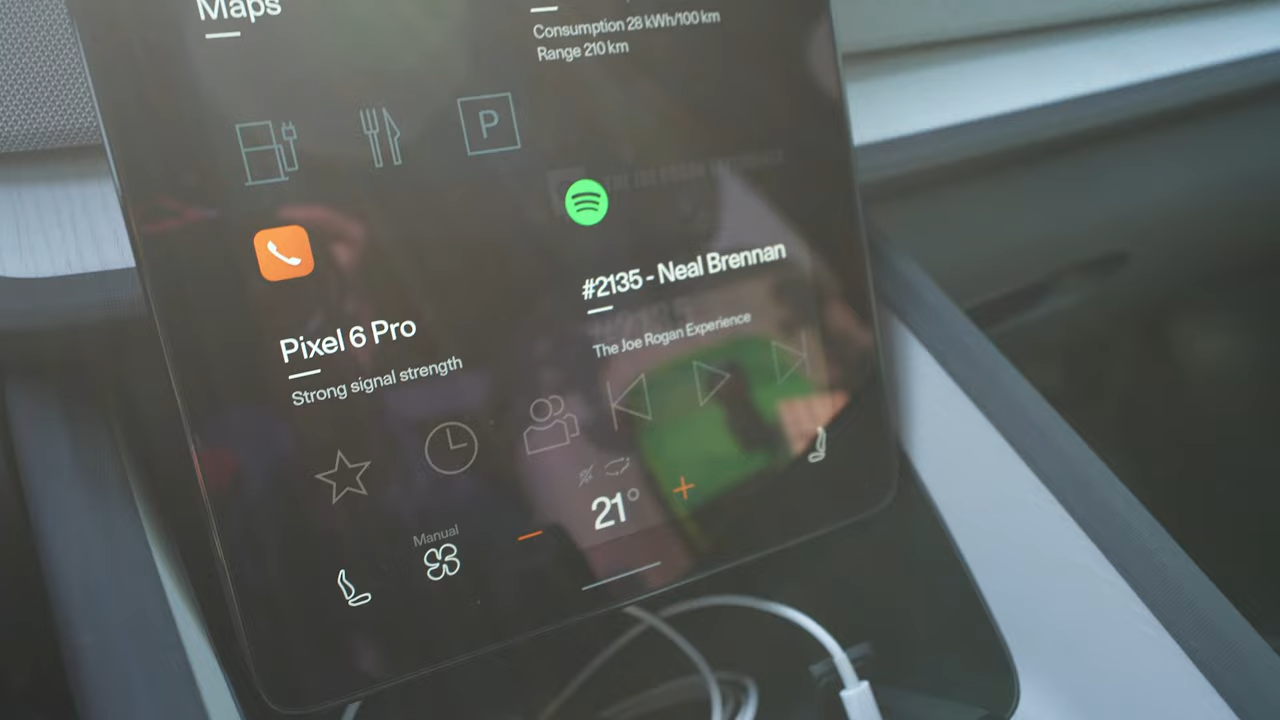 Maps
Consumption 28 kWh/100 km
Range 210 km
P
#2135 - Neal Brennan
The Joe Rogan Experience
Pixel 6 Pro
Strong signal strength
Manual
21°